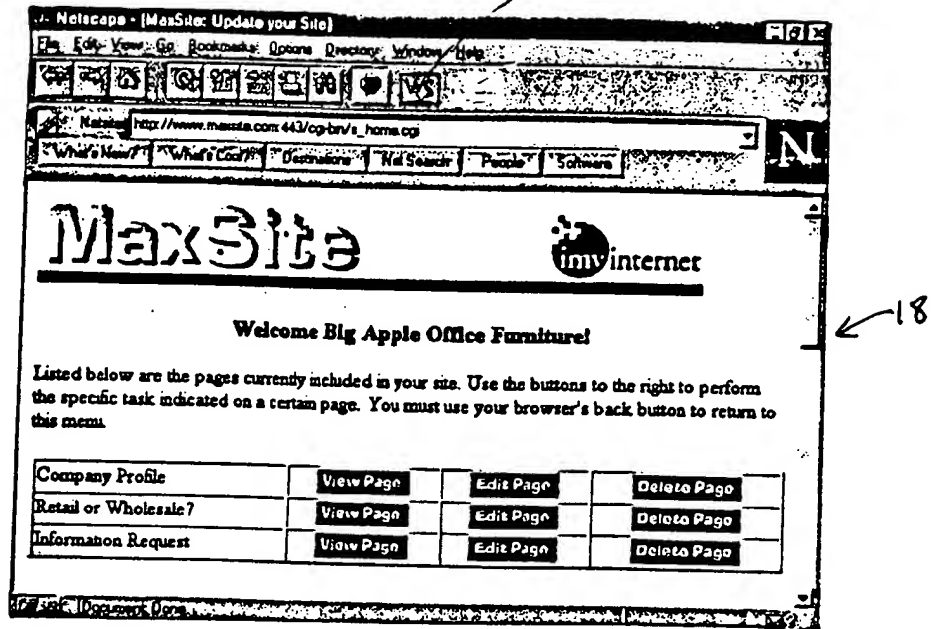 Netscape - [MaxSite: Update your Site]
File Edit View Go Bookmarks Options Directory Window Help
http://www.maxsite.com:443/cg-bin/s_home.cgi
N
What's New? What's Cool? Destinations Net Search People Software
MaxSite
imv internet
18
Welcome Big Apple Office Furniture!
Listed below are the pages currently included in your site. Use the buttons to the right to perform
the specific task indicated on a certain page. You must use your browser's back button to return to
this menu.
Company Profile View Page Edit Page Delete Page
Retail or Wholesale? View Page Edit Page Delete Page
Information Request View Page Edit Page Delete Page
Document Done